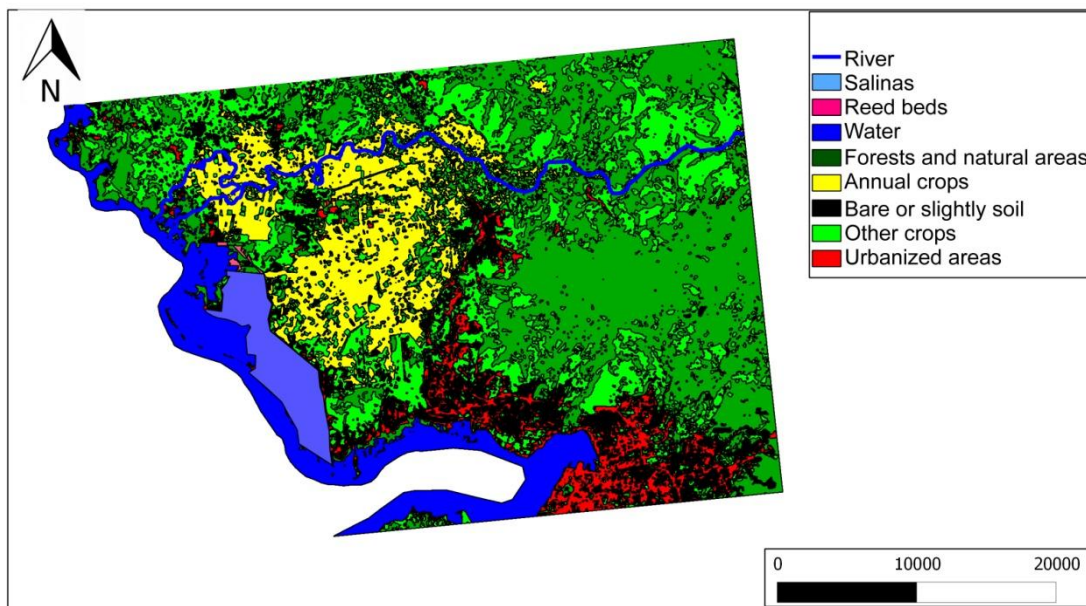 N
River
Salinas
Reed beds
Water
Forests and natural areas
Annual crops
Bare or slightly soil
Other crops
Urbanized areas
0 10000 20000